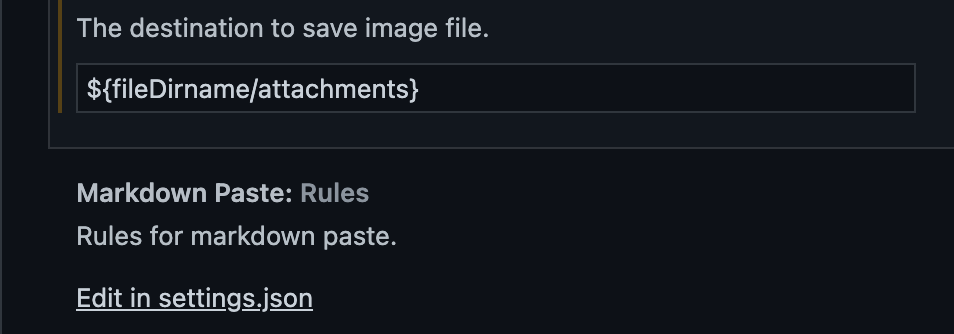 The destination to save image file.
${fileDirname/attachments}
Markdown Paste: Rules
Rules for markdown paste.
Edit in settings.json